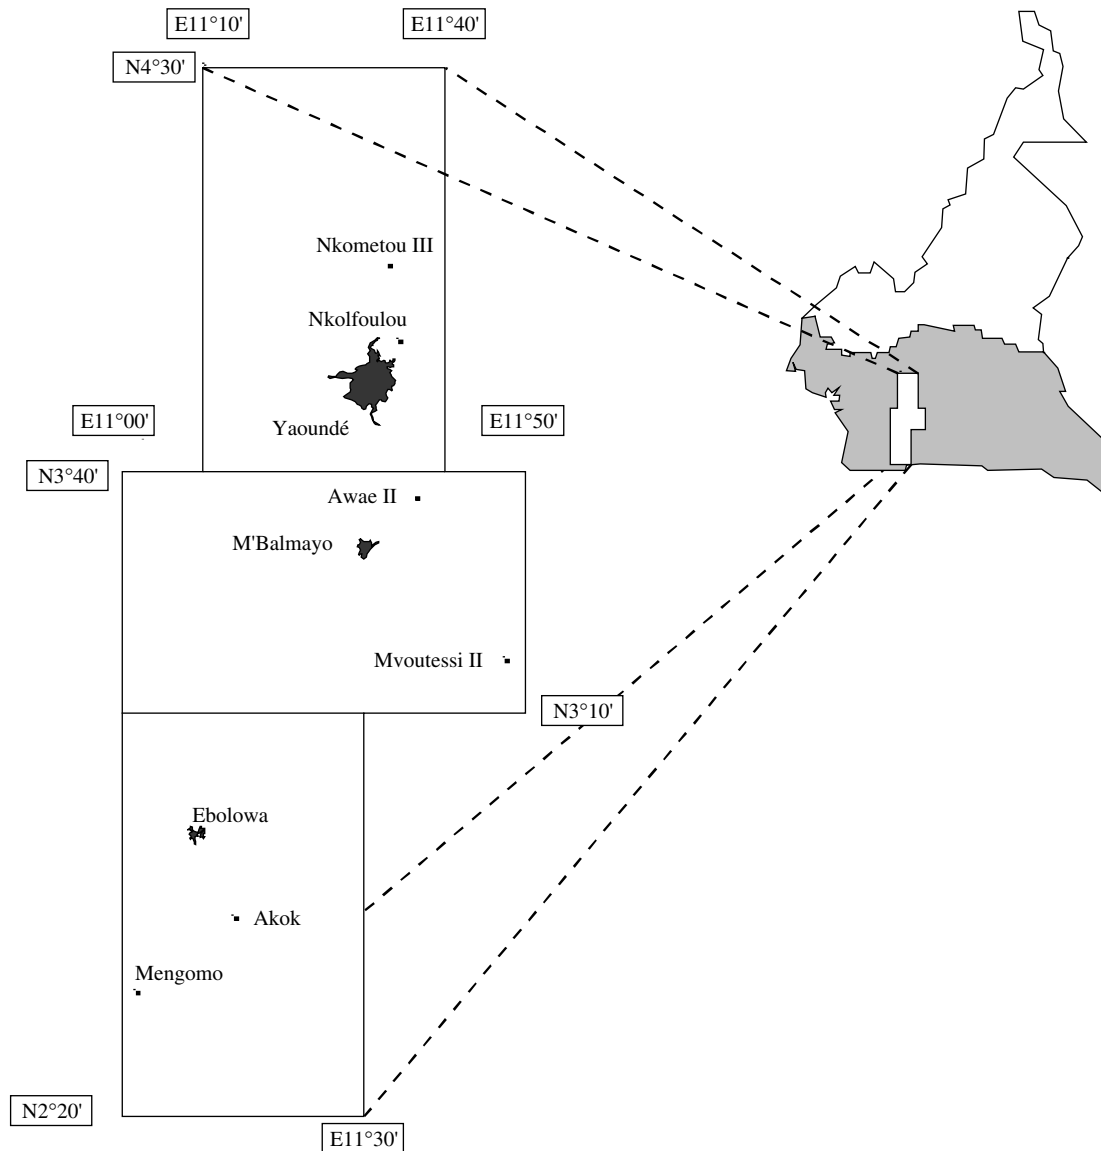 E11°10'
E11°40'
N4°30'
Nkometou III
Nkolfoulou
Yaoundé
E11°00'
E11°50'
N3°40'
Awae II
M'Balmayo
Mvoutessi II
N3°10'
Ebolowa
Akok
Mengomo
N2°20'
E11°30'